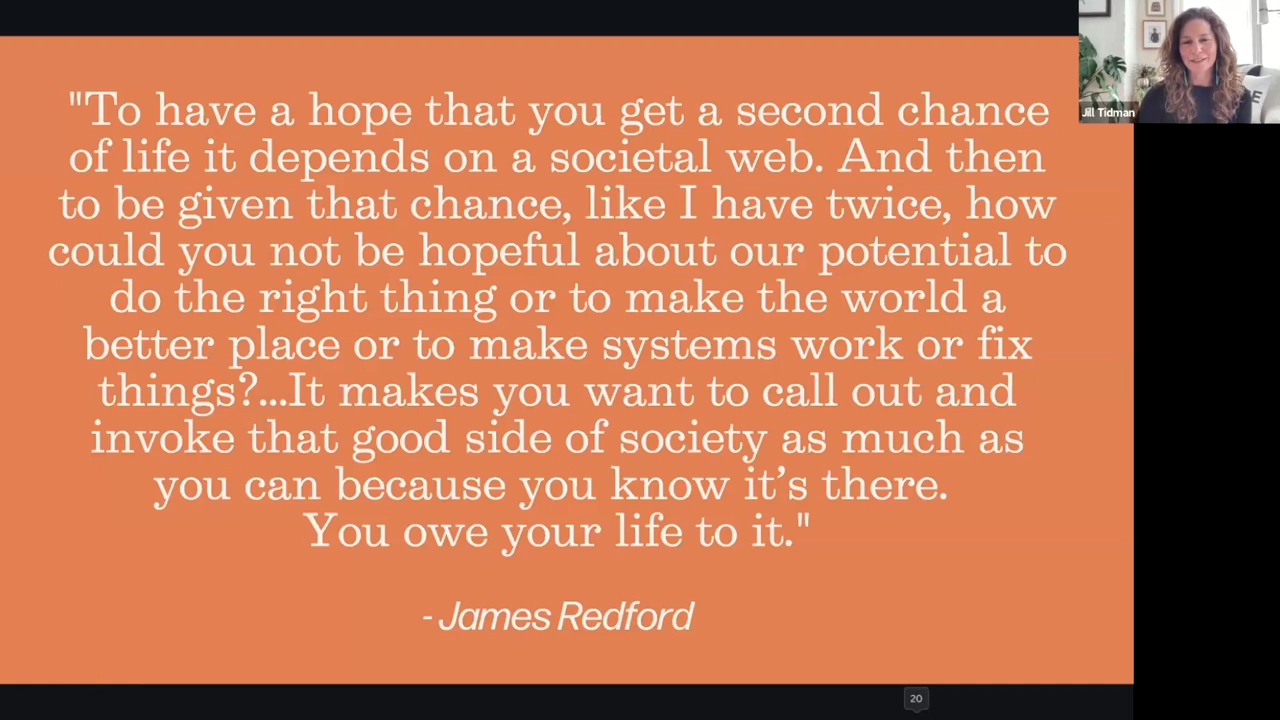 "To have a hope that you get a second chance
of life it depends on a societal web. And then
to be given that chance, like I have twice, how
could you not be hopeful about our potential to
do the right thing or to make the world a
better place or to make systems work or fix
things?...It makes you want to call out and
invoke that good side of society as much as
you can because you know it’s there.
You owe your life to it."
- James Redford
Jill Tidman
20